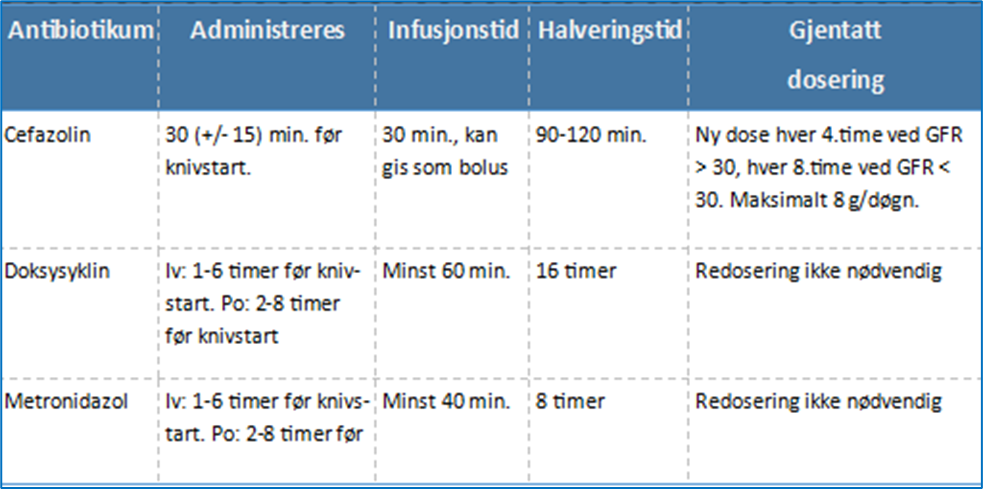 Antibiotikum Administreres Infusjonstid Halveringstid Gjentatt
dosering
Cefazolin 30 (+/- 15) min. før 30 min., kan 90-120 min. Ny dose hver 4.time ved GFR
knivstart. gis som bolus > 30, hver 8.time ved GFR <
30. Maksimalt 8 g/døgn.
Doksysyklin Iv: 1-6 timer før kniv- Minst 60 min. 16 timer Redosering ikke nødvendig
start. Po: 2-8 timer
før knivstart
Metronidazol Iv: 1-6 timer før knivs- Minst 40 min. 8 timer Redosering ikke nødvendig
tart. Po: 2-8 timer før